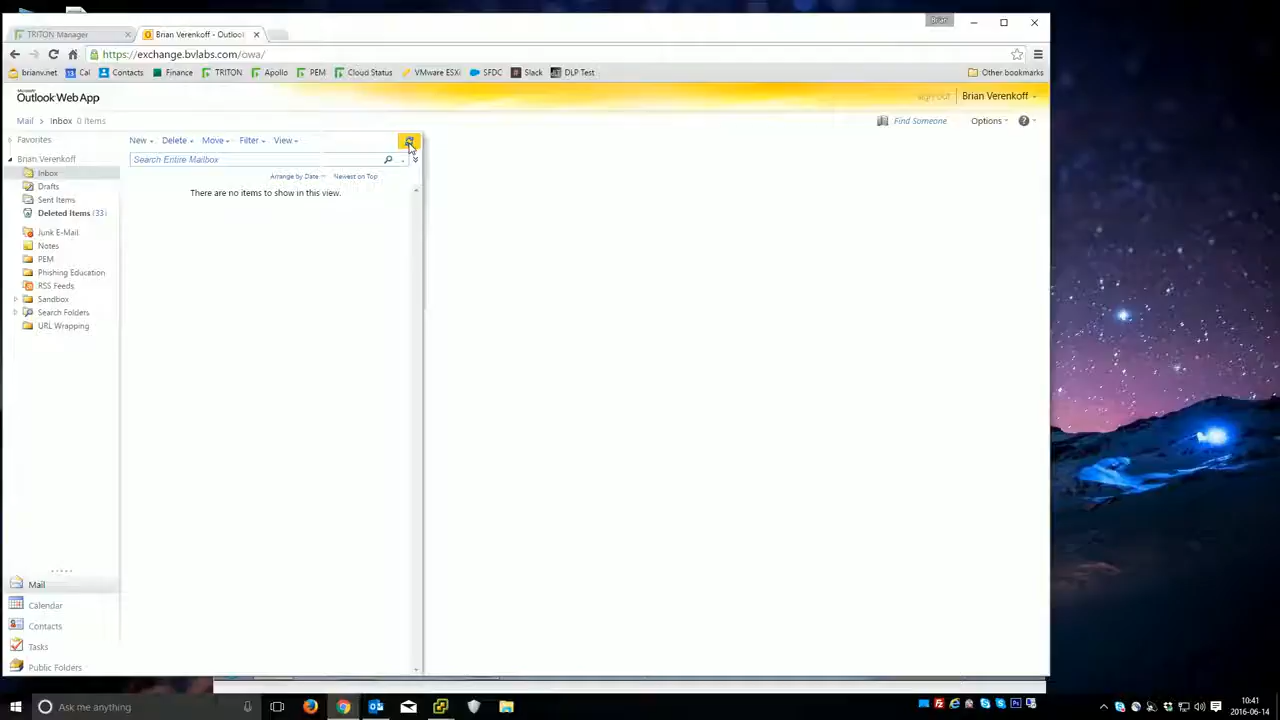 Brian
TRITON Manager
Brian Verenkoff - Outlook
https://exchange.bvlabs.com/owa/
brianv.net
Cal
Contacts
Finance
TRITON
Apollo
PEM
Cloud Status
VMware ESXi
SFDC
Slack
DLP Test
Other bookmarks
Microsoft
Outlook Web App
sign out
Brian Verenkoff
Mail > Inbox 0 Items
Find Someone
Options
Favorites
New
Delete
Move
Filter
View
Brian Verenkoff
Search Entire Mailbox
Inbox
Arrange by Date
Newest on Top
Drafts
There are no items to show in this view.
Sent Items
Deleted Items (33)
Junk E-Mail
Notes
PEM
Phishing Education
RSS Feeds
Sandbox
Search Folders
URL Wrapping
Mail
Calendar
Contacts
Tasks
Public Folders
Ask me anything
10:41
2016-06-14